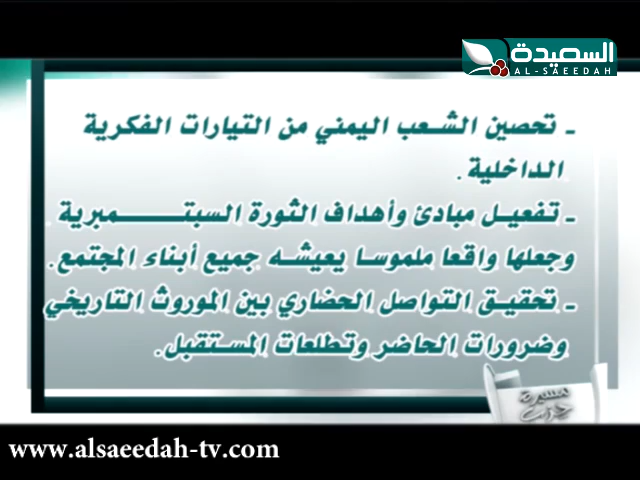 السعيدة
AL-SAEEDAH
- تحصين الشعب اليمني من التيارات الفكرية
الداخلية .
- تفعيل مبادئ وأهداف الثورة السبتمبرية
وجعلها واقعا ملموسا يعيشه جميع أبناء المجتمع.
- تحقيق التواصل الحضاري بين الموروث التاريخي
وضرورات الحاضر وتطلعات المستقبل.
مسيرة
www.alsaeedah-tv.com